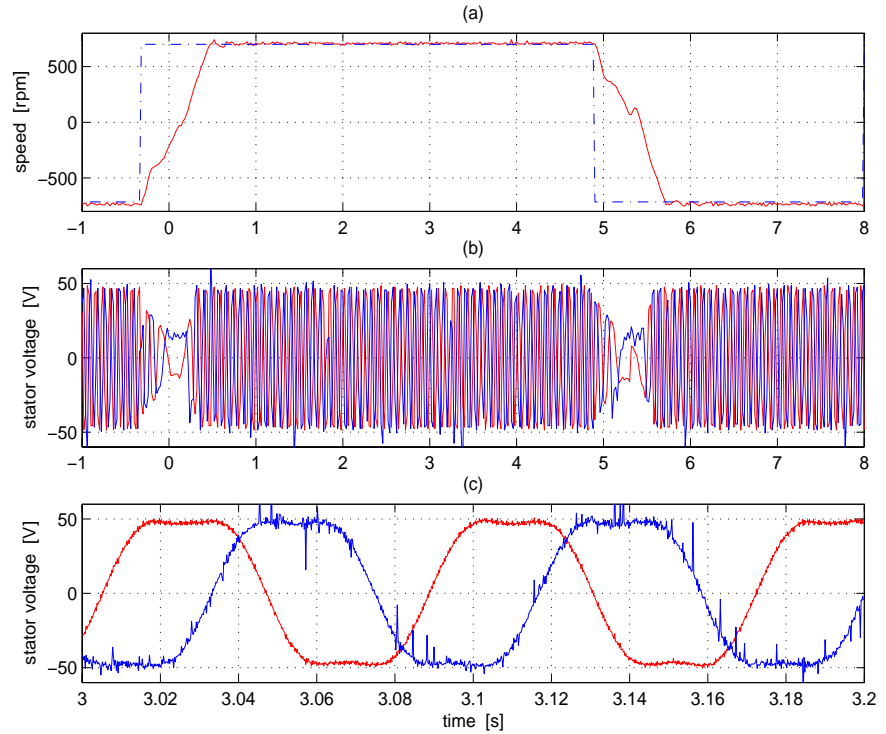 (a)
speed [rpm]
500
0
−500
−1 0 1 2 3 4 5 6 7 8
(b)
stator voltage [V]
50
0
−50
−1 0 1 2 3 4 5 6 7 8
(c)
stator voltage [V]
50
0
−50
3 3.02 3.04 3.06 3.08 3.1 3.12 3.14 3.16 3.18 3.2
time [s]